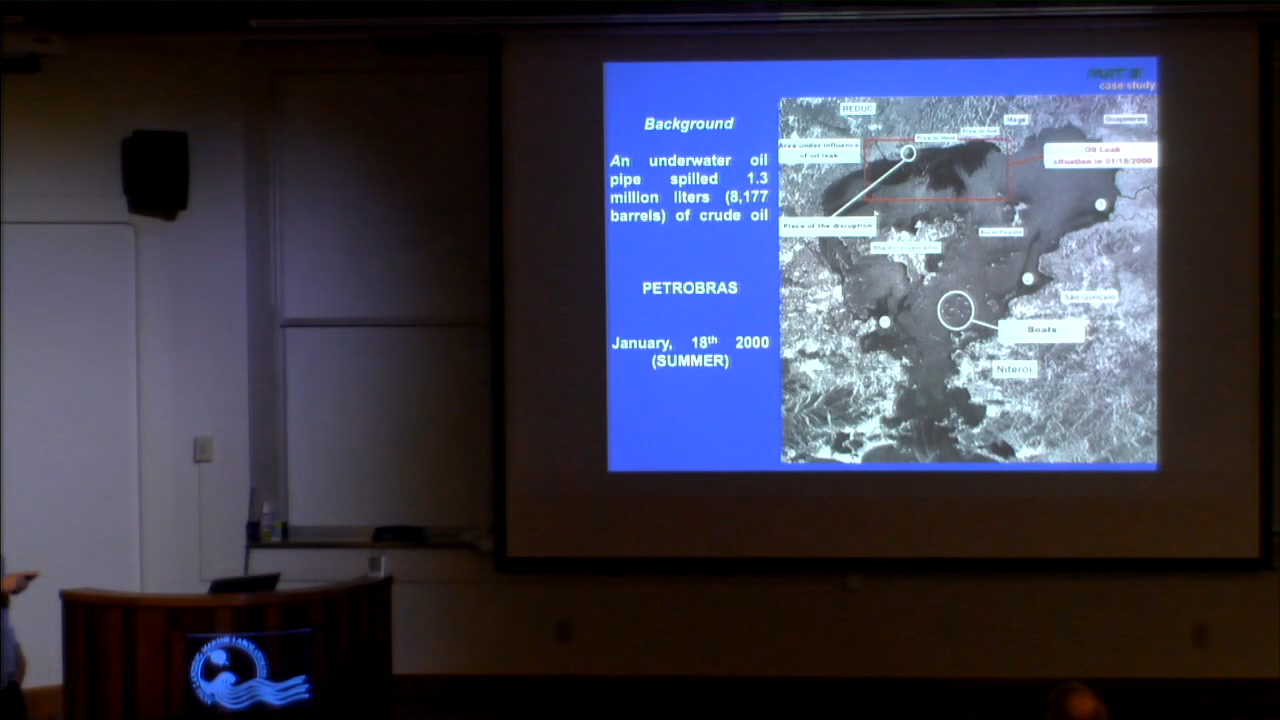 case study
Background
An underwater oil
pipe spilled 1.3
million liters (8,177
barrels) of crude oil
PETROBRAS
January, 18th 2000
(SUMMER)
REDUC
Magé
Area under influence
of oil leak
Oil Leak
situation in 01/18/2000
Place of the disruption
São Gonçalo
Boats
Niterói